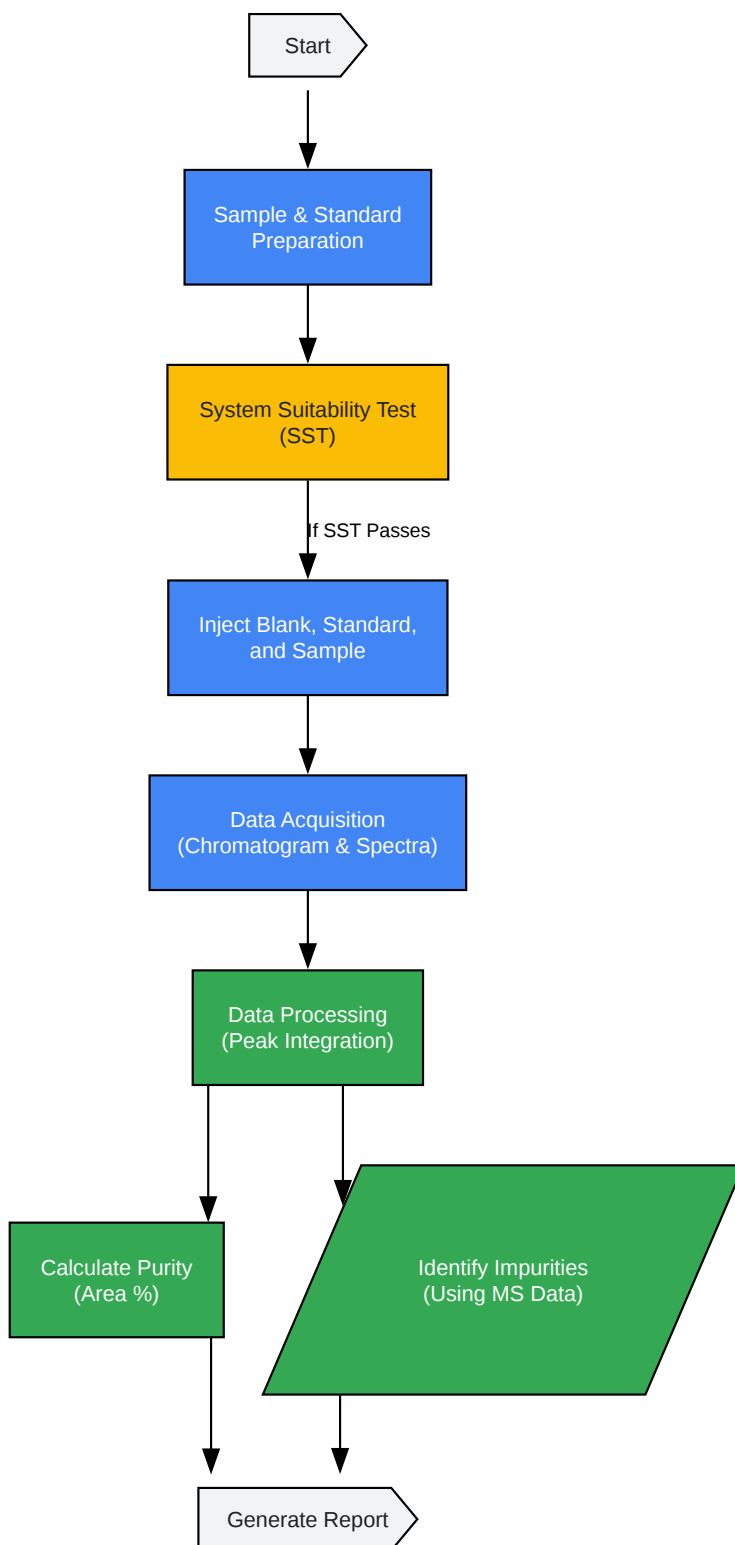 Start
Sample & Standard
Preparation
System Suitability Test
(SST)
If SST Passes
Inject Blank, Standard,
and Sample
Data Acquisition
(Chromatogram & Spectra)
Data Processing
(Peak Integration)
Calculate Purity
(Area %)
Identify Impurities
(Using MS Data)
Generate Report